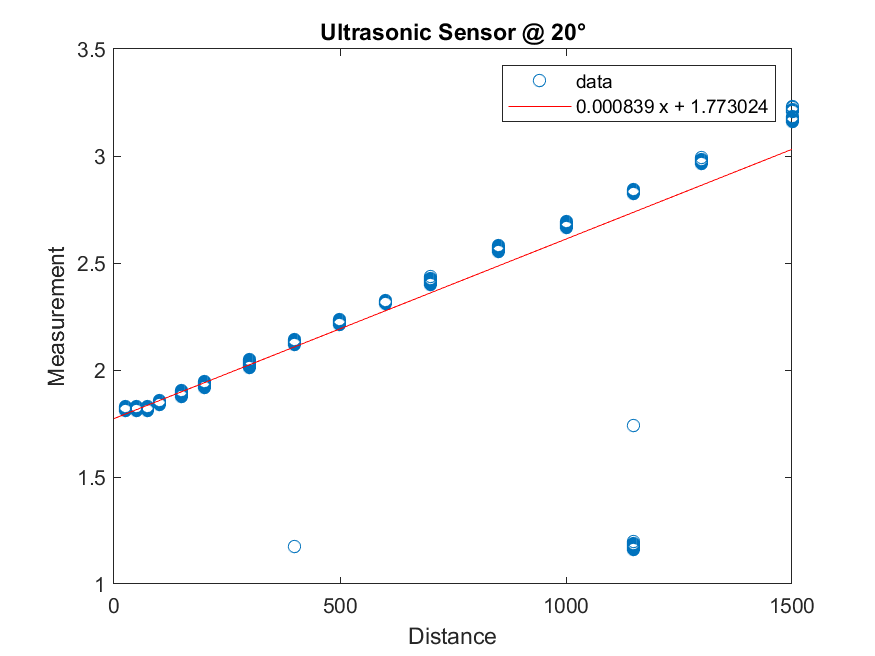 Ultrasonic Sensor @ 20°
data
0.000839 x + 1.773024
3.5
3
2.5
2
1.5
1
Measurement
0
500
1000
1500
Distance